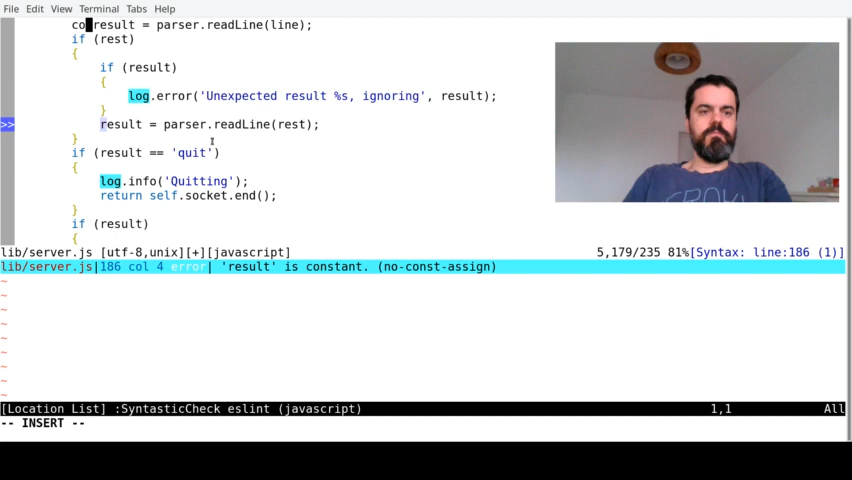 File Edit View Terminal Tabs Help
co result = parser.readLine(line);
if (rest)
{
if (result)
{
log.error('Unexpected result %s, ignoring', result);
}
>> result = parser.readLine(rest);
}
if (result == 'quit')
{
log.info('Quitting');
return self.socket.end();
}
if (result)
{
lib/server.js [utf-8,unix][+][javascript] 5,179/235 81%[Syntax: line:186 (1)]
lib/server.js|186 col 4 error| 'result' is constant. (no-const-assign)
~
~
~
~
~
~
~
~
~
[Location List] :SyntasticCheck eslint (javascript) 1,1 All
-- INSERT --